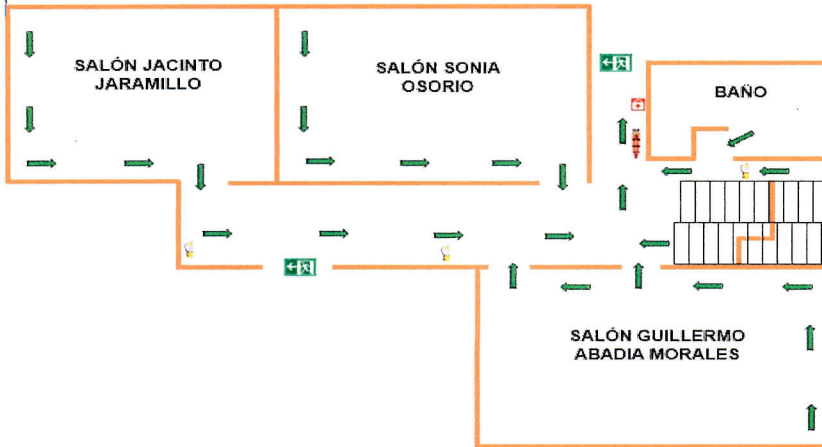 SALÓN JACINTO
JARAMILLO
SALÓN SONIA
OSORIO
BAÑO
SALÓN GUILLERMO
ABADIA MORALES